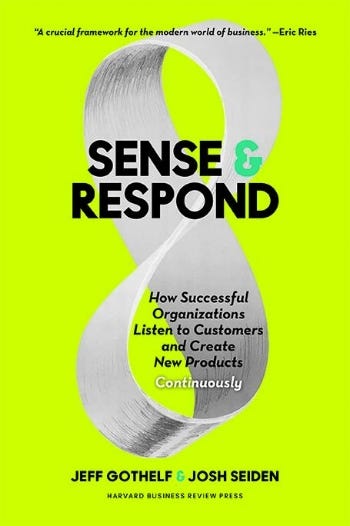 "A crucial framework for the modern world of business." —Eric Ries
SENSE &
RESPOND
How Successful
Organizations
Listen to Customers
and Create
New Products
Continuously
JEFF GOTHELF & JOSH SEIDEN
HARVARD BUSINESS REVIEW PRESS